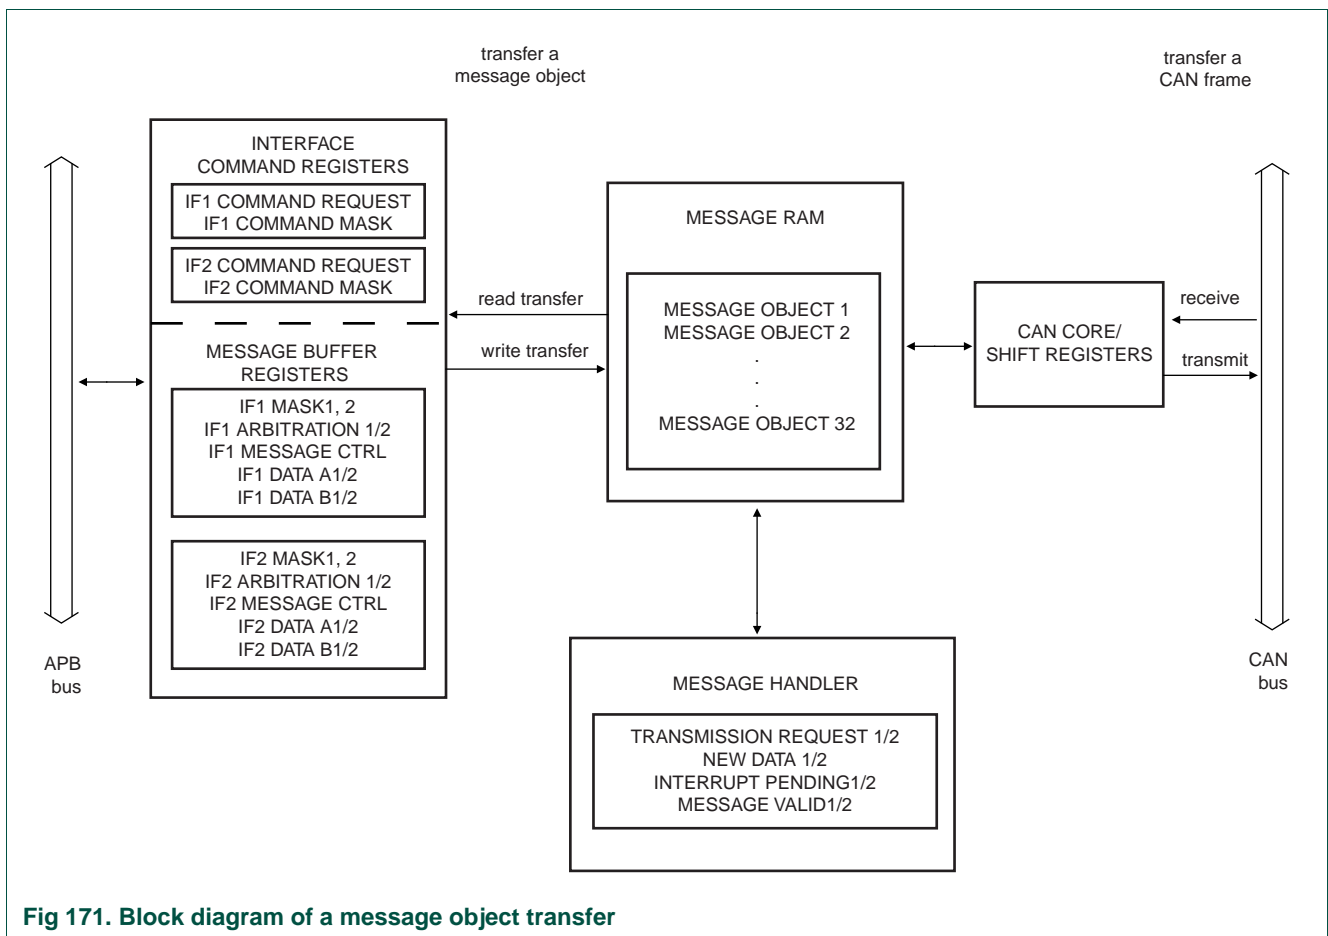 transfer a
message object
transfer a
CAN frame
INTERFACE
COMMAND REGISTERS
IF1 COMMAND REQUEST
IF1 COMMAND MASK
IF2 COMMAND REQUEST
IF2 COMMAND MASK
MESSAGE BUFFER
REGISTERS
IF1 MASK1, 2
IF1 ARBITRATION 1/2
IF1 MESSAGE CTRL
IF1 DATA A1/2
IF1 DATA B1/2
IF2 MASK1, 2
IF2 ARBITRATION 1/2
IF2 MESSAGE CTRL
IF2 DATA A1/2
IF2 DATA B1/2
APB
bus
read transfer
write transfer
MESSAGE RAM
MESSAGE OBJECT 1
MESSAGE OBJECT 2
.
.
.
MESSAGE OBJECT 32
CAN CORE/
SHIFT REGISTERS
receive
transmit
CAN
bus
MESSAGE HANDLER
TRANSMISSION REQUEST 1/2
NEW DATA 1/2
INTERRUPT PENDING1/2
MESSAGE VALID1/2
Fig 171. Block diagram of a message object transfer